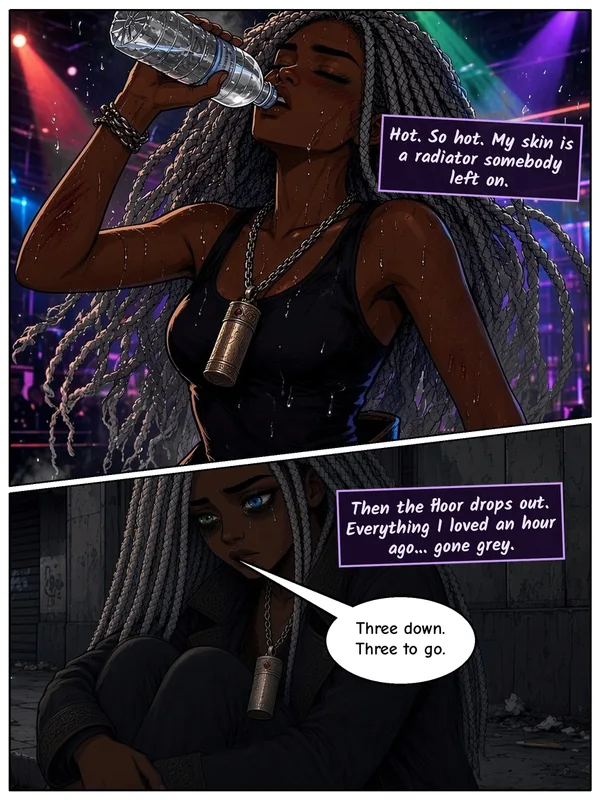 Hot. So hot. My skin is
a radiator somebody
left on.
Then the floor drops out.
Everything I loved an hour
ago... gone grey.
Three down.
Three to go.